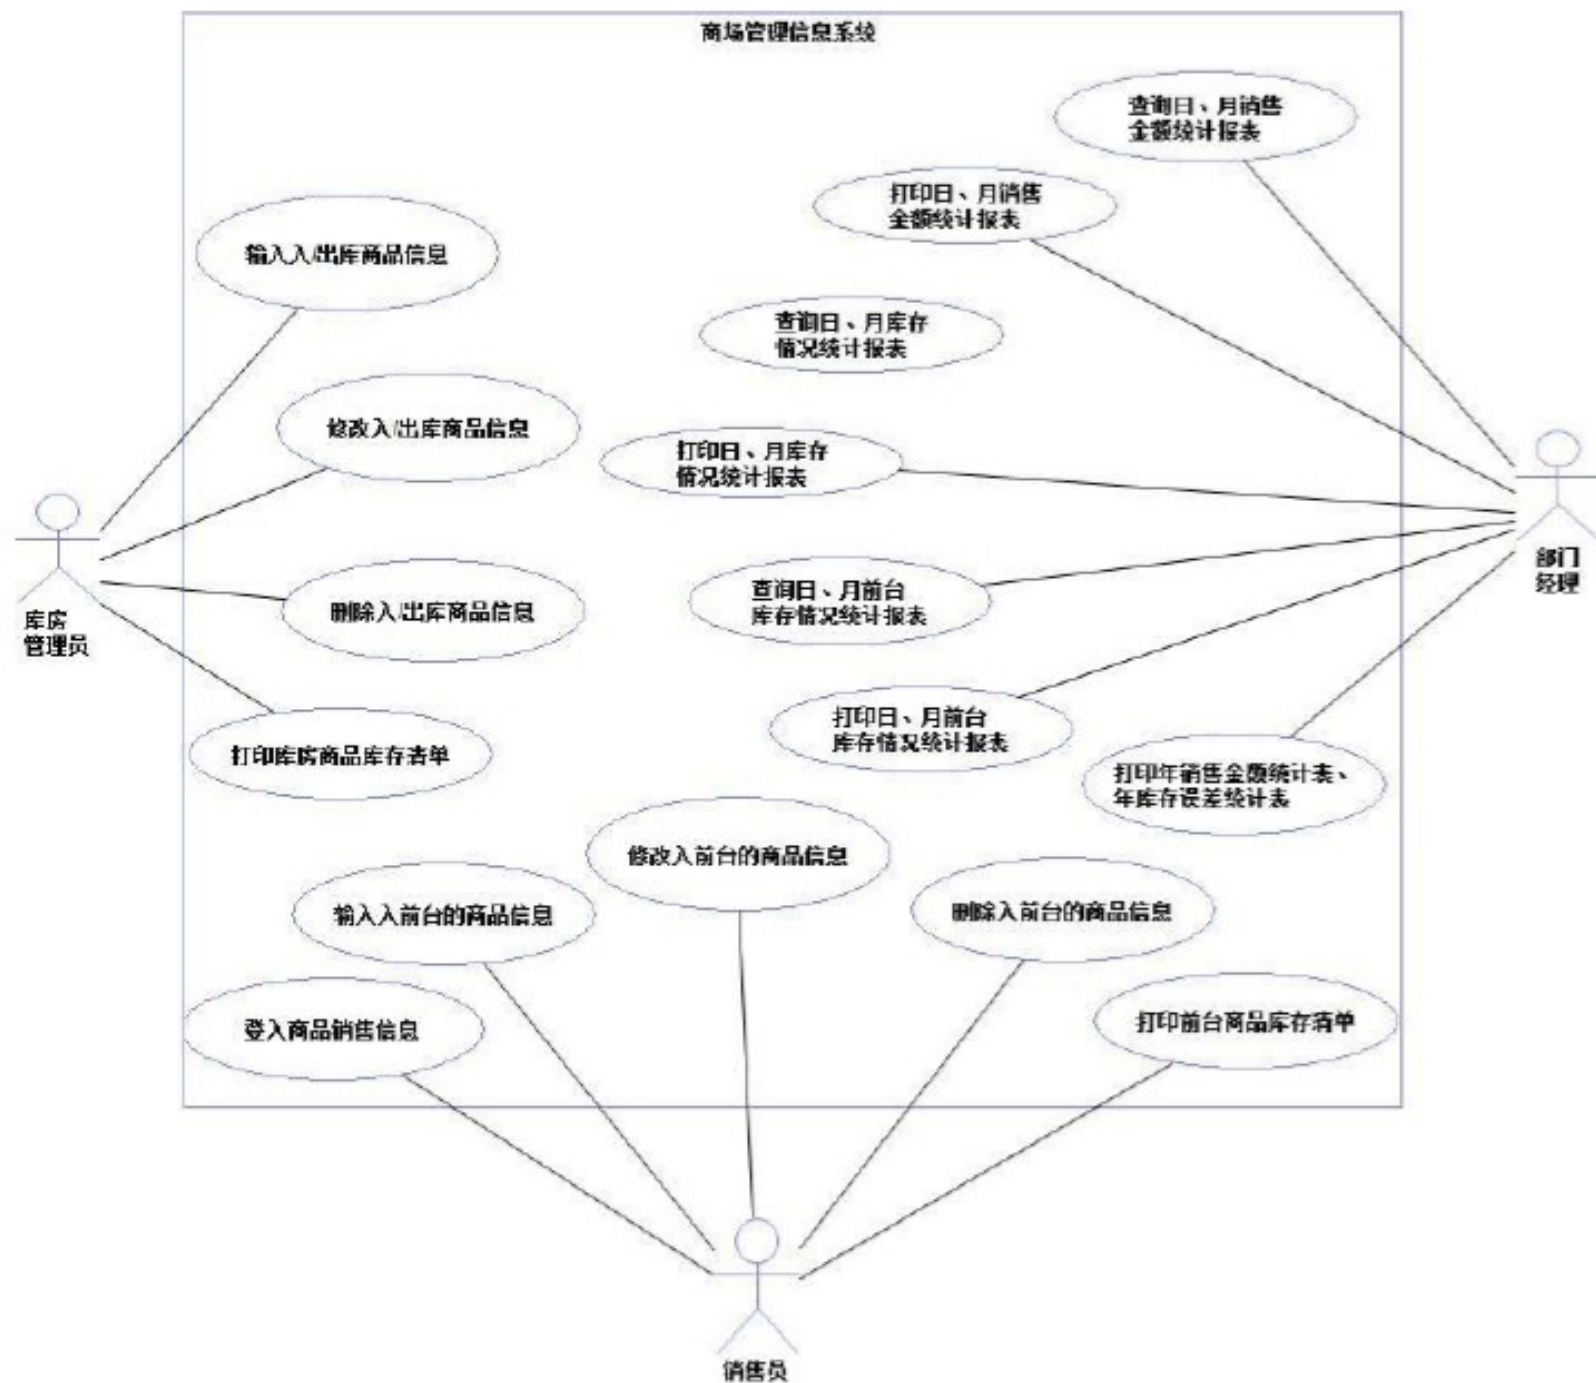 商场管理信息系统
查询日、月销售
金额统计报表
打印日、月销售
金额统计报表
输入入/出库商品信息
查询日、月库存
情况统计报表
修改入/出库商品信息
打印日、月库存
情况统计报表
部门
经理
库房
管理员
删除入/出库商品信息
查询日、月前台
库存情况统计报表
打印日、月前台
库存情况统计报表
打印库房商品库存清单
打印年销售金额统计表、
年库存误差统计表
修改入前台的商品信息
输入入前台的商品信息
删除入前台的商品信息
登入商品销售信息
打印前台商品库存清单
销售员